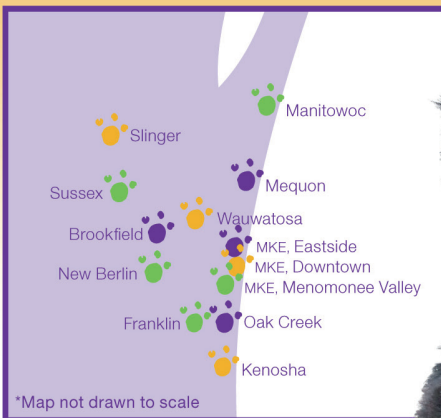 Manitowoc
Slinger
Mequon
Sussex
Wauwatosa
Brookfield
MKE, Eastside
MKE, Downtown
New Berlin
MKE, Menomonee Valley
Franklin
Oak Creek
Kenosha
*Map not drawn to scale